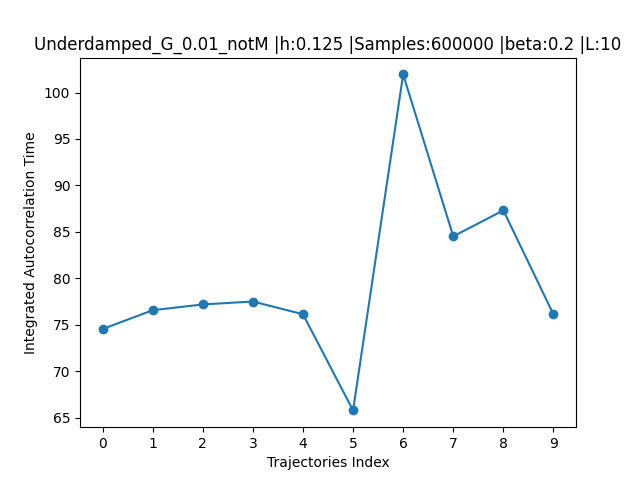 Underdamped_G_0.01_notM |h:0.125 |Samples:600000 |beta:0.2 |L:10
Integrated Autocorrelation Time
100
95
90
85
80
75
70
65
0 1 2 3 4 5 6 7 8 9
Trajectories Index